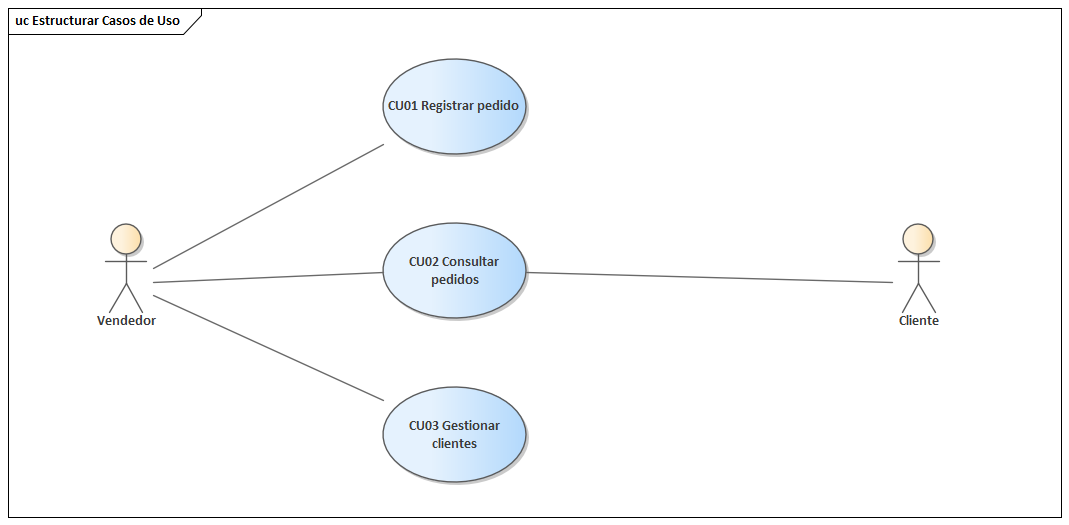 uc Estructurar Casos de Uso
CU01 Registrar pedido
CU02 Consultar
pedidos
Vendedor
Cliente
CU03 Gestionar
clientes